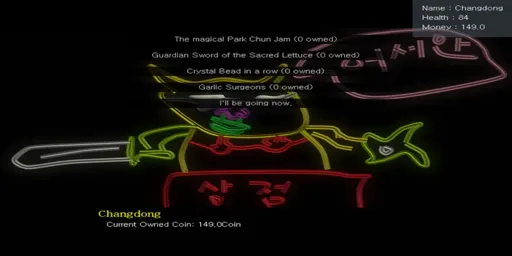 Name : Changdong
Health : 84
Money : 149.0
The magical Park Chun Jam (0 owned)
Guardian Sword of the Sacred Lettuce (0 owned)
Crystal Bead in a row (0 owned)
Garlic Surgeons (0 owned)
I'll be going now.
어서와
상점
Changdong
Current Owned Coin: 149.0Coin